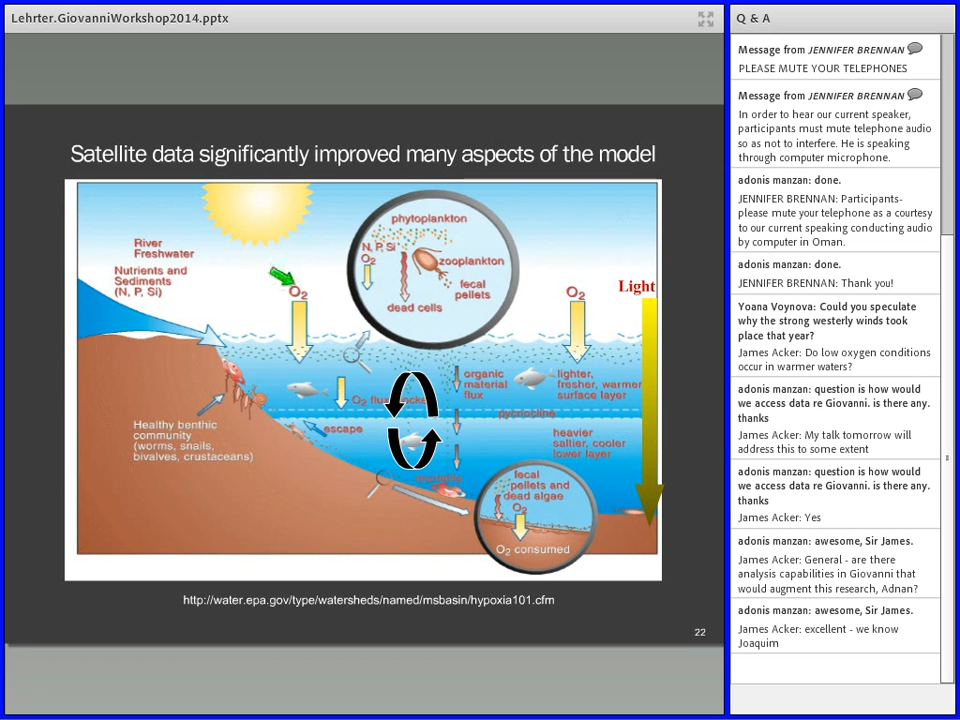 Lehrter.GiovanniWorkshop2014.pptx
Satellite data significantly improved many aspects of the model
River
Freshwater
Nutrients and
Sediments
(N, P, Si)
O2
phytoplankton
N, P, Si
O2
zooplankton
fecal
pellets
dead cells
O2
Light
organic
material
flux
lighter,
fresher, warmer
surface layer
O2 flux
pycnocline
escape
Healthy benthic
community
(worms, snails,
bivalves, crustaceans)
heavier
saltier, cooler
lower layer
fecal
pellets and
dead algae
O2
O2 consumed
http://water.epa.gov/type/watersheds/named/msbasin/hypoxia101.cfm
22
Q & A
Message from JENNIFER BRENNAN
PLEASE MUTE YOUR TELEPHONES
Message from JENNIFER BRENNAN
In order to hear our current speaker,
participants must mute telephone audio
so as not to interfere. He is speaking
through computer microphone.
adonis manzan: done.
JENNIFER BRENNAN: Participants-
please mute your telephone as a courtesy
to our current speaking conducting audio
by computer in Oman.
adonis manzan: done.
JENNIFER BRENNAN: Thank you!
Yoana Voynova: Could you speculate
why the strong westerly winds took
place that year?
James Acker: Do low oxygen conditions
occur in warmer waters?
adonis manzan: question is how would
we access data re Giovanni. is there any.
thanks
James Acker: My talk tomorrow will
address this to some extent
adonis manzan: question is how would
we access data re Giovanni. is there any.
thanks
James Acker: Yes
adonis manzan: awesome, Sir James.
James Acker: General - are there
analysis capabilities in Giovanni that
would augment this research, Adnan?
adonis manzan: awesome, Sir James.
James Acker: excellent - we know
Joaquim